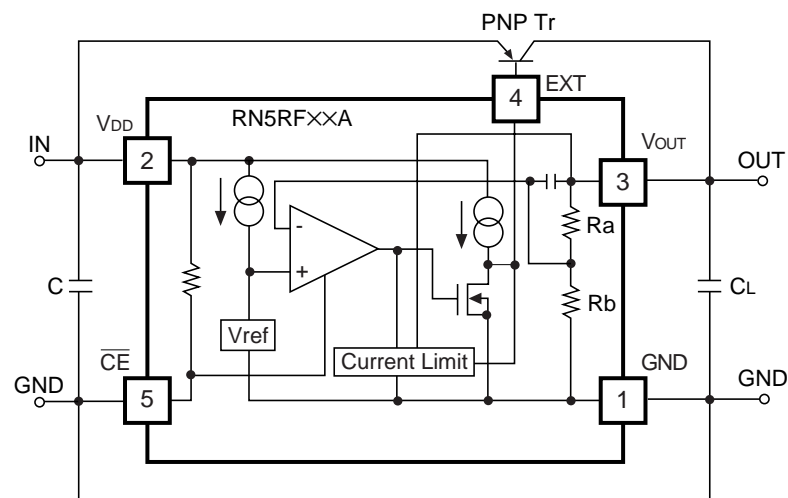 PNP Tr
EXT
4
RN5RF××A
VDD
IN
2
VOUT
OUT
3
Ra
-
+
C
Rb
CL
Vref
Current Limit
CE
GND
GND
GND
5
1